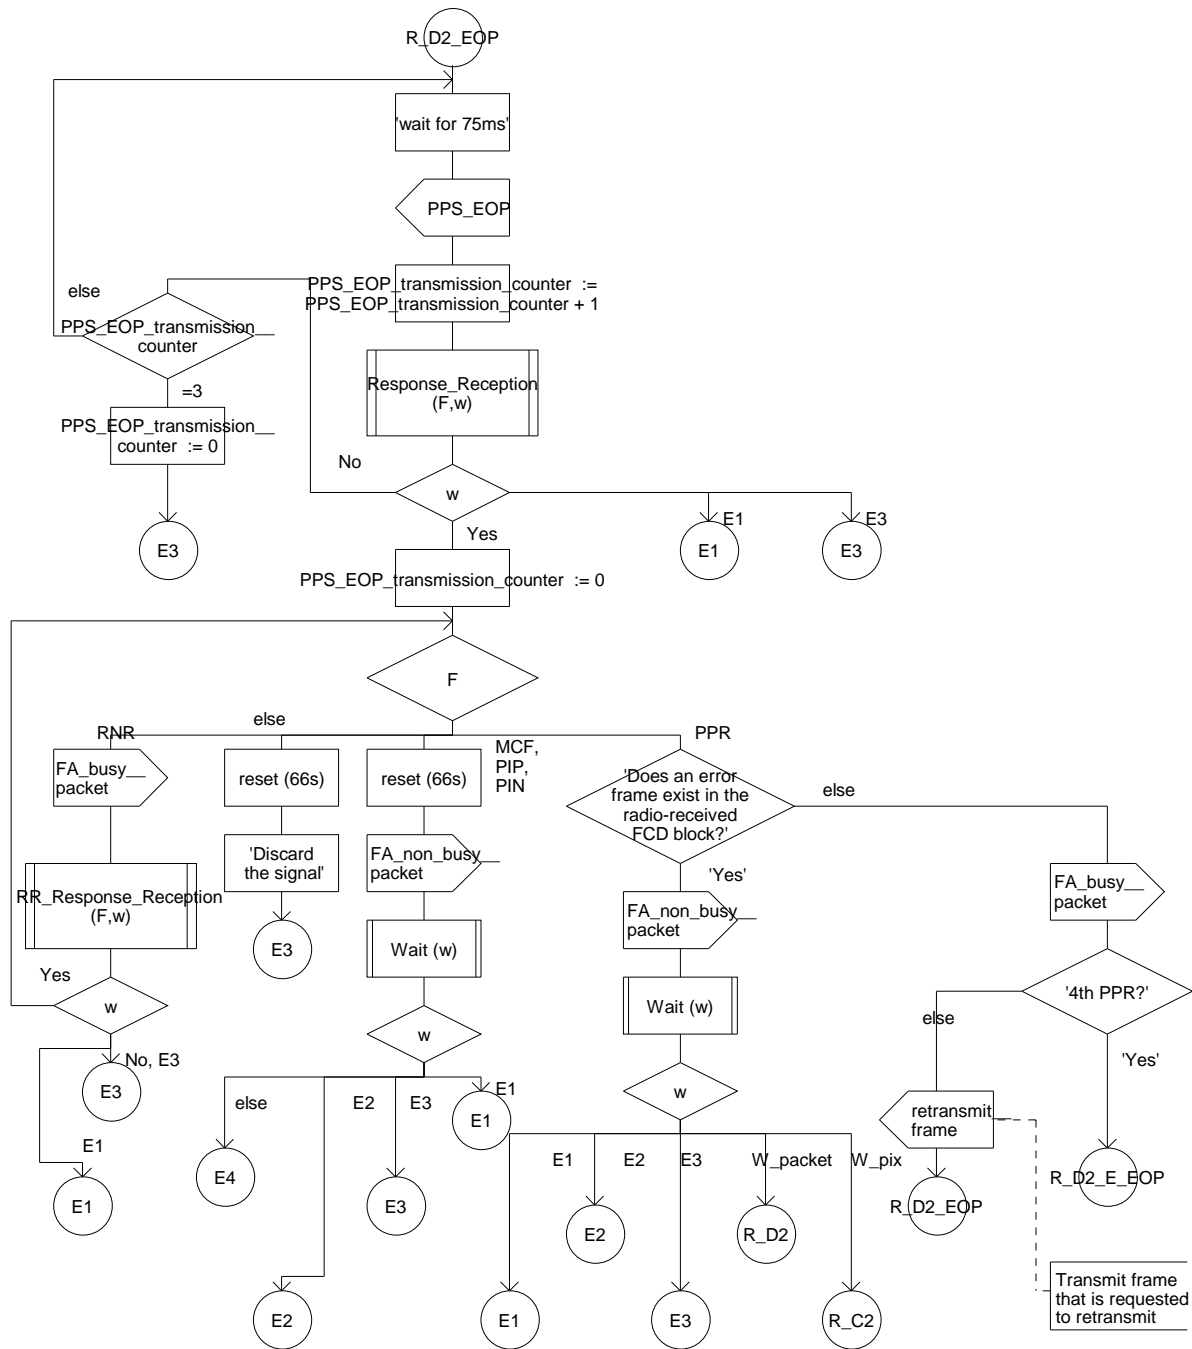 R_D2_EOP
'wait for 75ms'
PPS_EOP
PPS_EOP_transmission_counter :=
PPS_EOP_transmission_counter + 1
else
PPS_EOP_transmission__
counter
=3
PPS_EOP_transmission__
counter := 0
E3
Response_Reception
(F,w)
No
w
Yes
E1
E1
E3
E3
PPS_EOP_transmission_counter := 0
F
RNR
else
MCF,
PIP,
PIN
PPR
FA_busy__
packet
reset (66s)
reset (66s)
'Does an error
frame exist in the
radio-received
FCD block?'
else
'Yes'
RR_Response_Reception
(F,w)
'Discard
the signal'
FA_non_busy__
packet
FA_non_busy__
packet
FA_busy__
packet
E3
Wait (w)
Wait (w)
'4th PPR?'
Yes
w
No, E3
E3
E1
E1
w
else
E2
E3
E1
E1
E4
E3
E2
w
E1
E2
E3
W_packet
W_pix
E2
R_D2
E1
E3
R_C2
else
'Yes'
retransmit__
frame
R_D2_EOP
R_D2_E_EOP
Transmit frame
that is requested
to retransmit